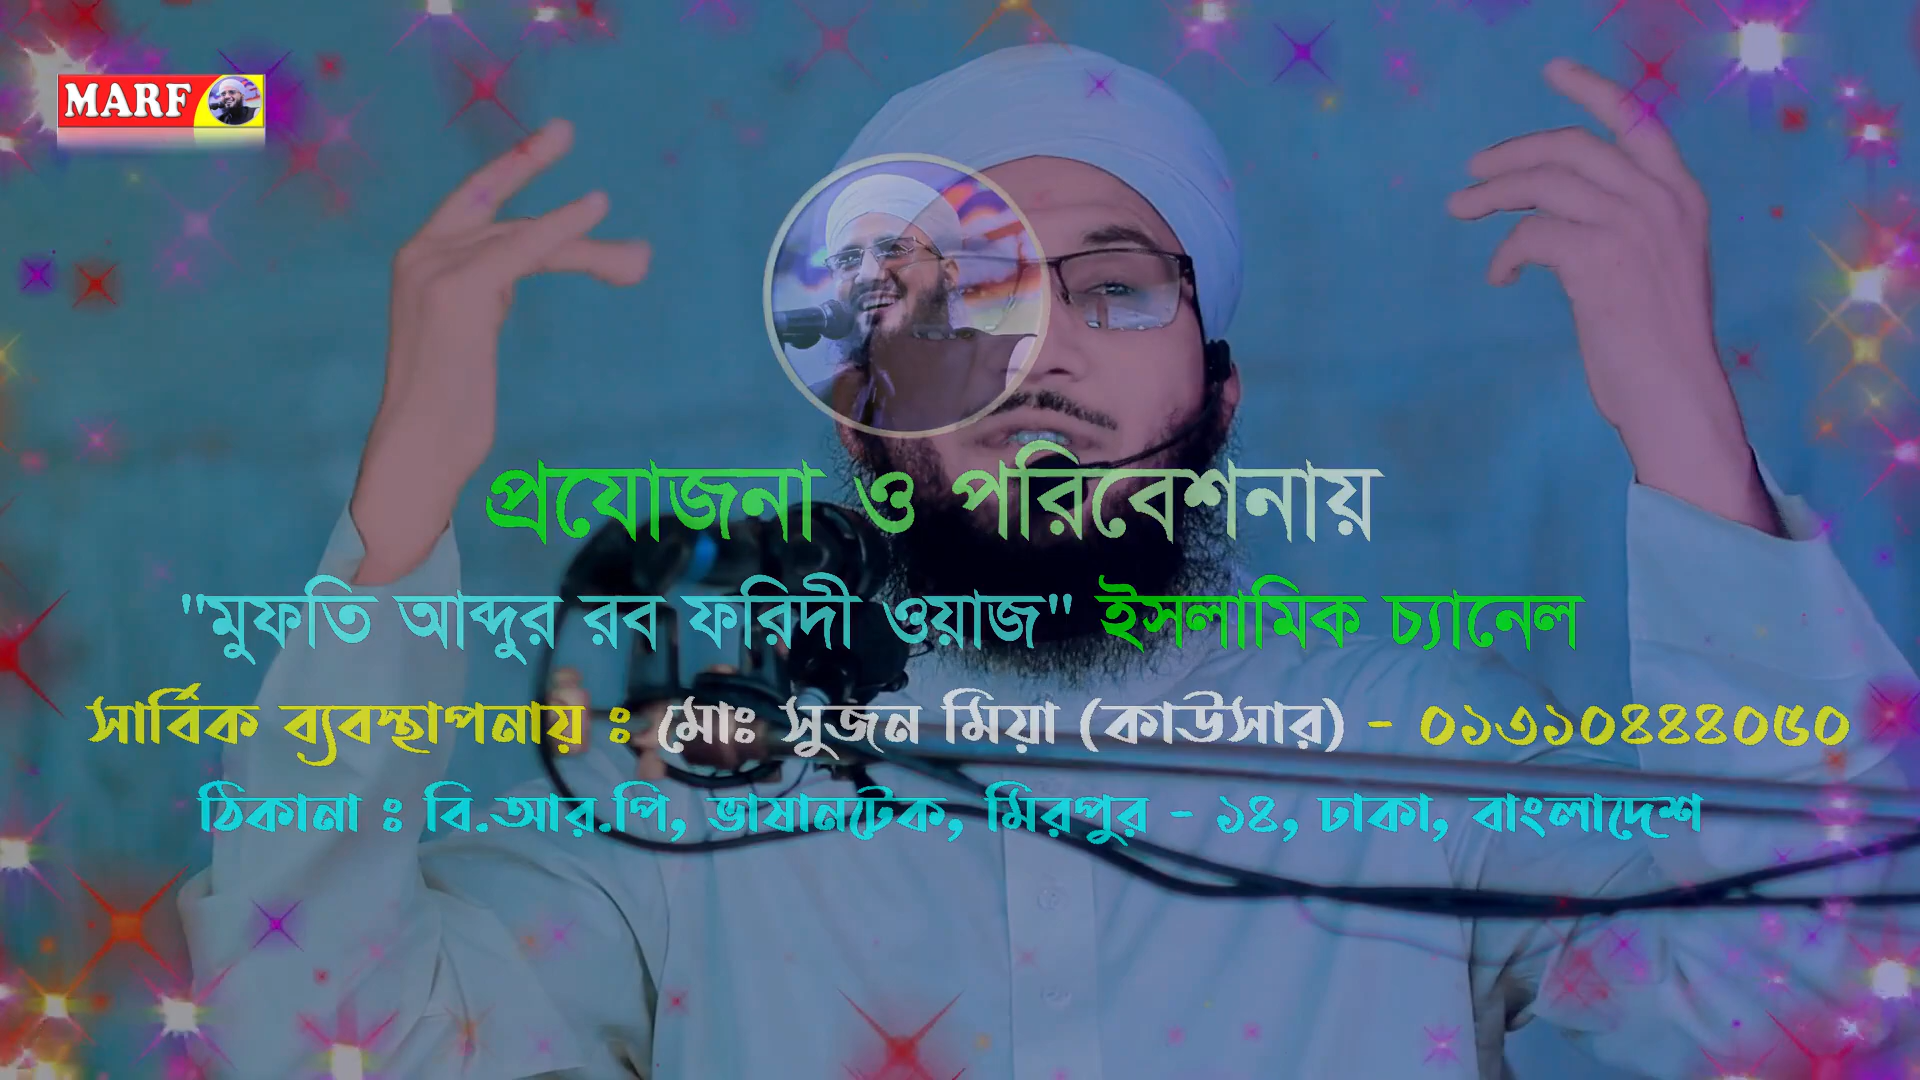 MARF
প্রযোজনা ও পরিবেশনায়
"মুফতি আব্দুর রব ফরিদী ওয়াজ" ইসলামিক চ্যানেল
সার্বিক ব্যবস্থাপনায় ঃ মোঃ সুজন মিয়া (কাউসার) - ০১৩১০৪৪৪০৫০
ঠিকানা ঃ বি.আর.পি, ভাষানটেক, মিরপুর - ১৪, ঢাকা, বাংলাদেশ